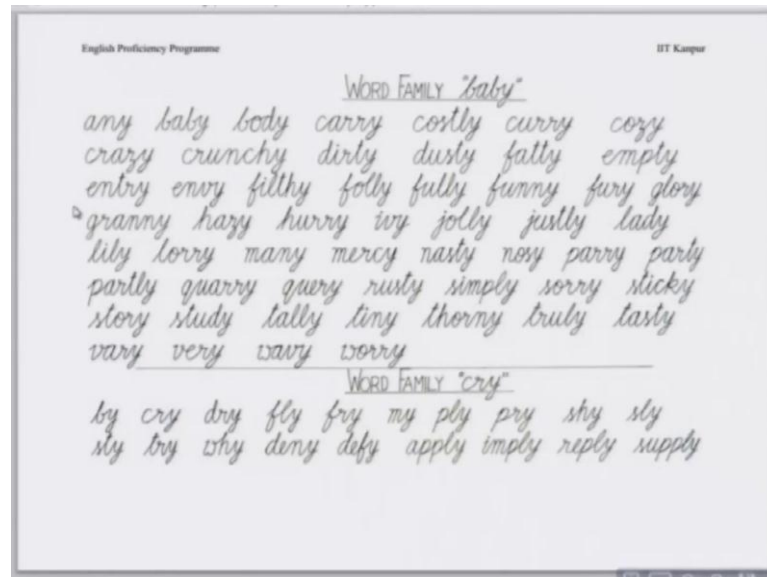 English Proficiency Programme IIT Kanpur
WORD FAMILY "baby"
any baby body carry costly curry cozy
crazy crunchy dirty dusty fatty empty
entry envy filthy folly fully funny fury glory
granny hazy hurry ivy jolly justly lady
lily lorry many mercy nasty nosy parry party
partly quarry query rusty simply sorry sticky
story study tally tiny thorny truly tasty
vary very wavy worry
WORD FAMILY "cry"
by cry dry fly fry my ply pry shy sly
sty try why deny defy apply imply reply supply